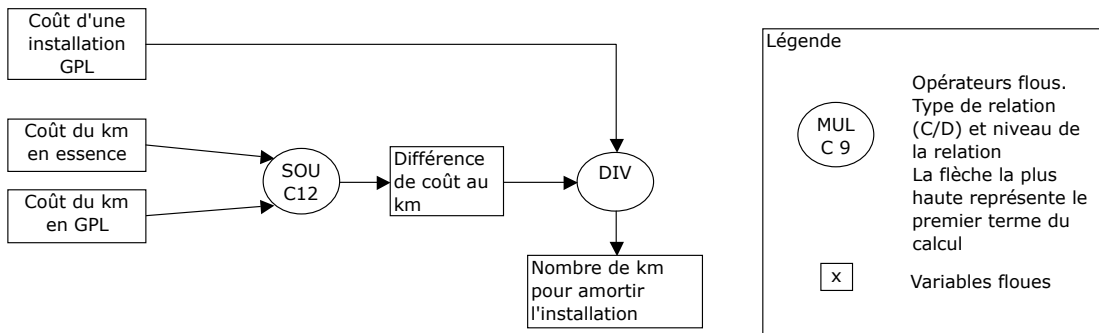 Coût d'une
installation
GPL
Coût du km
en essence
Coût du km
en GPL
SOU
C12
Différence
de coût au
km
DIV
Nombre de km
pour amortir
l'installation
Légende
MUL
C 9
Opérateurs flous.
Type de relation
(C/D) et niveau de
la relation
La flèche la plus
haute représente le
premier terme du
calcul
x
Variables floues